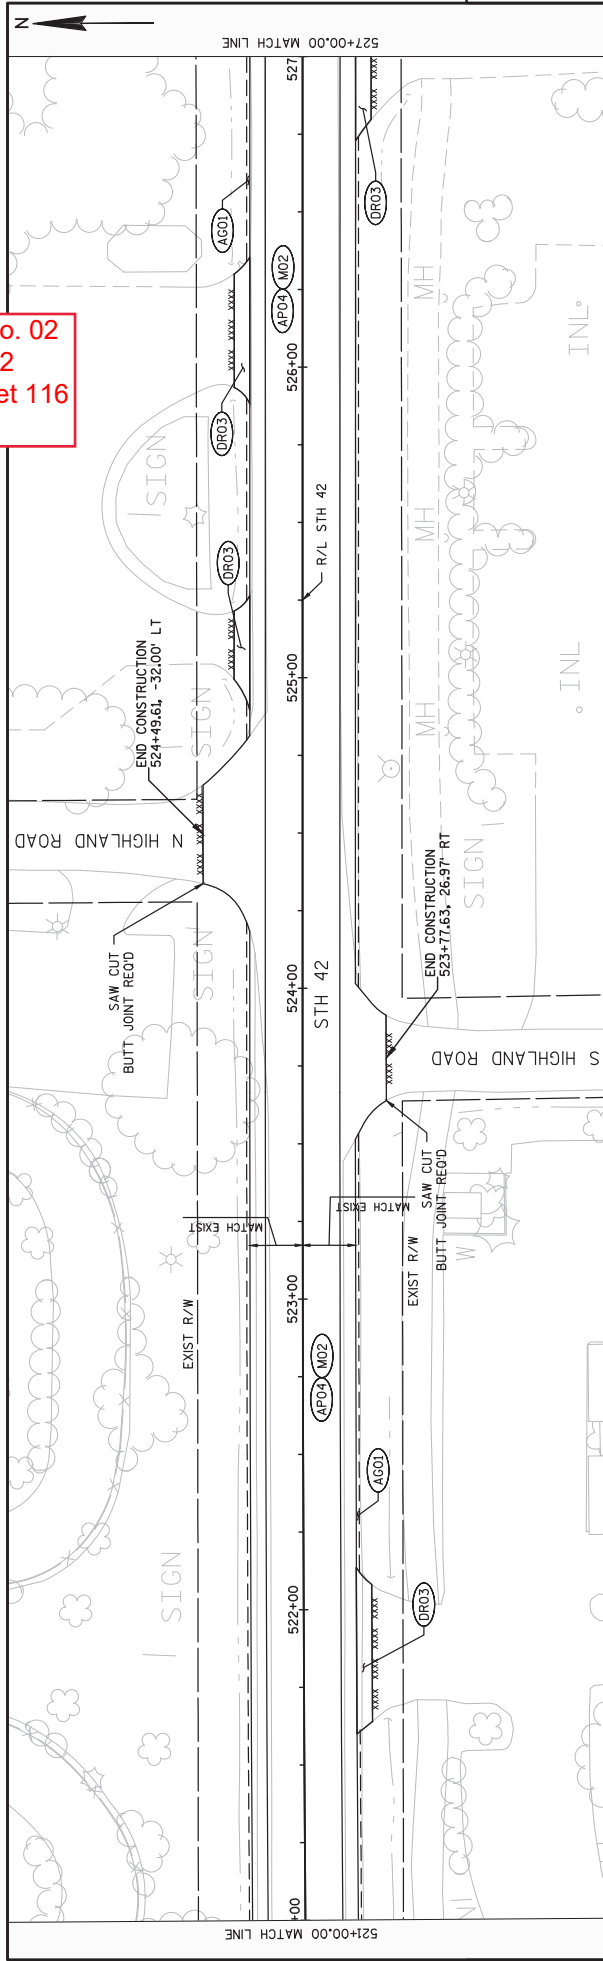 N
527+00.00 MATCH LINE
o. 02
2
et 116
527
AG01
DR03
AP04 M02
MH
INL
526+00
DR03
SIGN
MH
DR03
R/L STH 42
525+00
END CONSTRUCTION
524+49.61, -32.00' LT
SIGN
MH
INL
N HIGHLAND ROAD
SIGN
END CONSTRUCTION
523+77.63, 26.97' RT
SAW CUT
BUTT JOINT REQ'D
SIGN
524+00
STH 42
S HIGHLAND ROAD
SAW CUT
BUTT JOINT REQ'D
MATCH EXIST
MATCH EXIST
W
EXIST R/W
EXIST R/W
523+00
AP04 M02
AG01
SIGN
522+00
DR03
+00
521+00.00 MATCH LINE